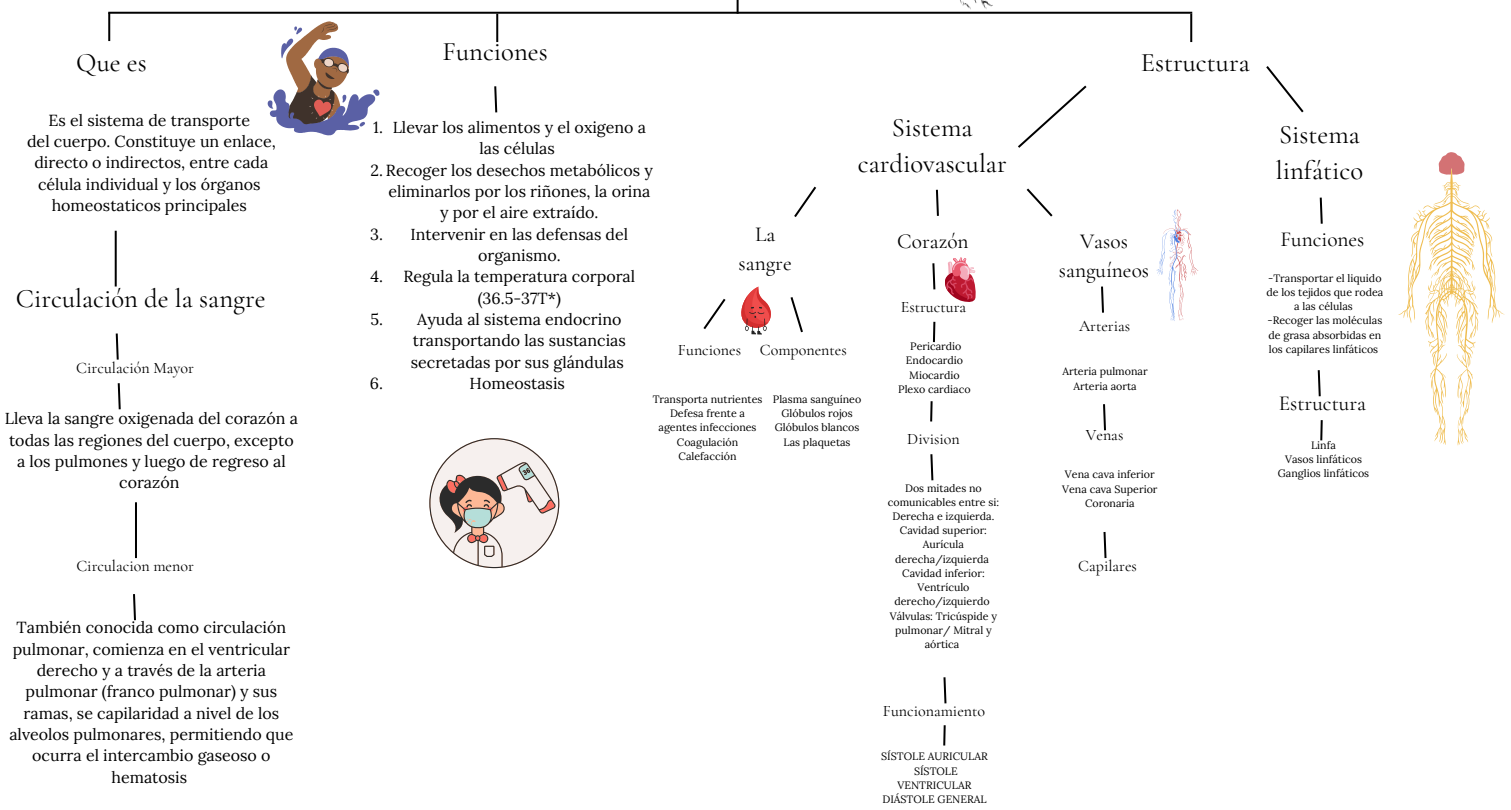 Que es
Es el sistema de transporte
del cuerpo. Constituye un enlace,
directo o indirectos, entre cada
célula individual y los órganos
homeostaticos principales
Circulación de la sangre
Circulación Mayor
Lleva la sangre oxigenada del corazón a
todas las regiones del cuerpo, excepto
a los pulmones y luego de regreso al
corazón
Circulacion menor
También conocida como circulación
pulmonar, comienza en el ventricular
derecho y a través de la arteria
pulmonar (franco pulmonar) y sus
ramas, se capilaridad a nivel de los
alveolos pulmonares, permitiendo que
ocurra el intercambio gaseoso o
hematosis
Funciones
1. Llevar los alimentos y el oxigeno a
las células
2. Recoger los desechos metabólicos y
eliminarlos por los riñones, la orina
y por el aire extraído.
3. Intervenir en las defensas del
organismo.
4. Regula la temperatura corporal
(36.5-37T*)
5. Ayuda al sistema endocrino
transportando las sustancias
secretadas por sus glándulas
6. Homeostasis
36
Estructura
Sistema
cardiovascular
La
sangre
Funciones
Transporta nutrientes
Defesa frente a
agentes infecciones
Coagulación
Calefacción
Componentes
Plasma sanguíneo
Glóbulos rojos
Glóbulos blancos
Las plaquetas
Corazón
Estructura
Pericardio
Endocardio
Miocardio
Plexo cardiaco
Division
Dos mitades no
comunicables entre si:
Derecha e izquierda.
Cavidad superior:
Aurícula
derecha/izquierda
Cavidad inferior:
Ventrículo
derecho/izquierdo
Válvulas: Tricúspide y
pulmonar/ Mitral y
aórtica
Funcionamiento
SÍSTOLE AURICULAR
SÍSTOLE
VENTRICULAR
DIÁSTOLE GENERAL
Vasos
sanguíneos
Arterias
Arteria pulmonar
Arteria aorta
Venas
Vena cava inferior
Vena cava Superior
Coronaria
Capilares
Sistema
linfático
Funciones
-Transportar el liquido
de los tejidos que rodea
a las células
-Recoger las moléculas
de grasa absorbidas en
los capilares linfáticos
Estructura
Linfa
Vasos linfáticos
Ganglios linfáticos